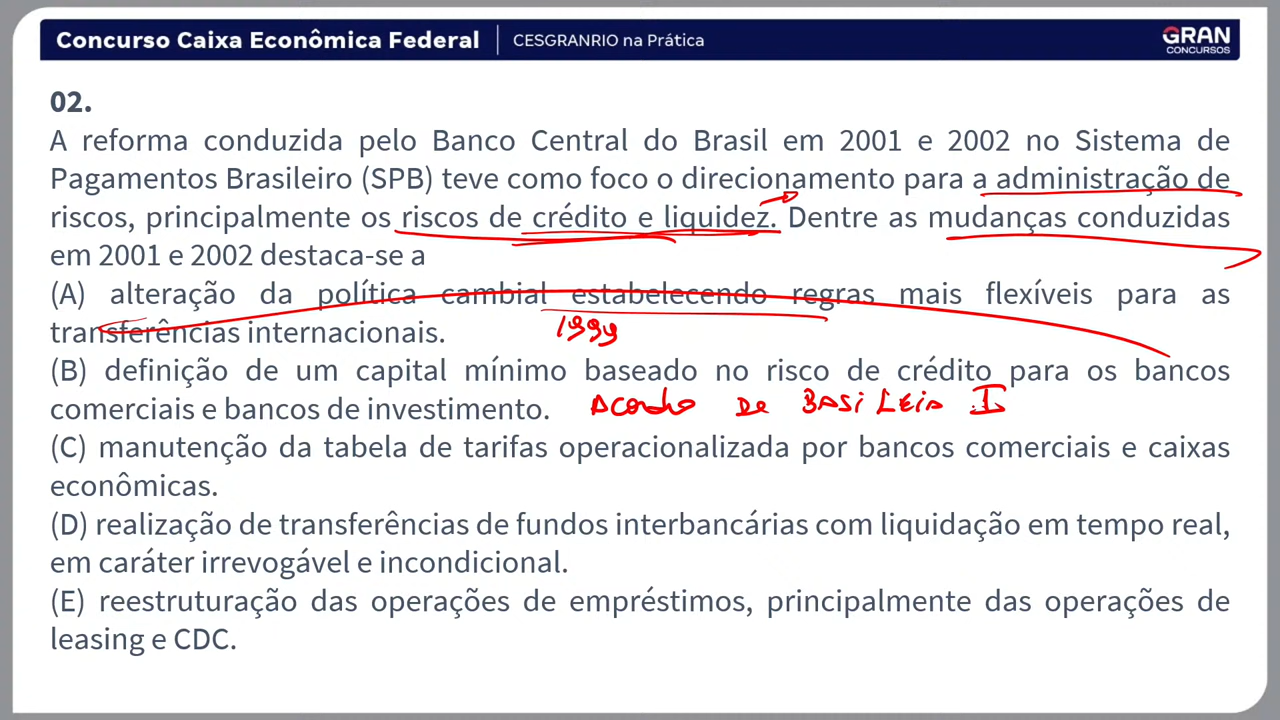 Concurso Caixa Econômica Federal
CESGRANRIO na Prática
GRAN
CONCURSOS
02.
A reforma conduzida pelo Banco Central do Brasil em 2001 e 2002 no Sistema de
Pagamentos Brasileiro (SPB) teve como foco o direcionamento para a administração de
riscos, principalmente os riscos de crédito e liquidez. Dentre as mudanças conduzidas
em 2001 e 2002 destaca-se a
(A) alteração da política cambial estabelecendo regras mais flexíveis para as
transferências internacionais.
1999
(B) definição de um capital mínimo baseado no risco de crédito para os bancos
comerciais e bancos de investimento. Acordo De BASiLEiA I
(C) manutenção da tabela de tarifas operacionalizada por bancos comerciais e caixas
econômicas.
(D) realização de transferências de fundos interbancárias com liquidação em tempo real,
em caráter irrevogável e incondicional.
(E) reestruturação das operações de empréstimos, principalmente das operações de
leasing e CDC.